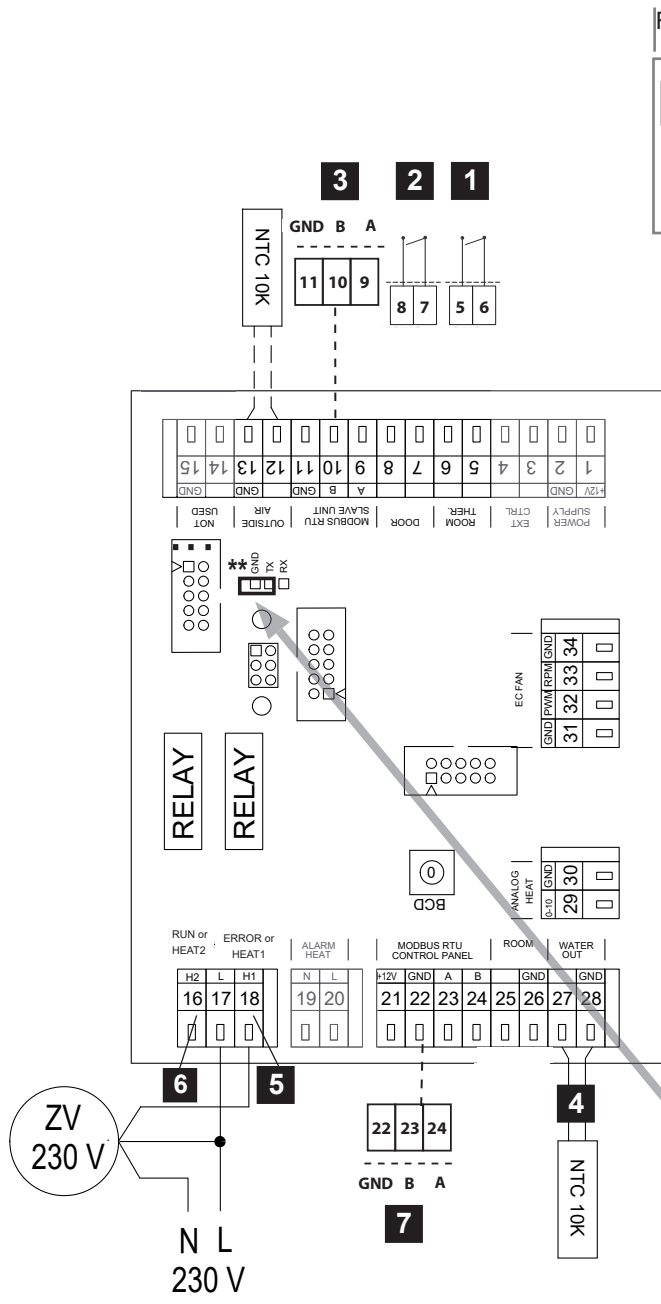 3 2 1
GND B A
NTC 10K
11 10 9
8 7
5 6
15 14 13 12 11 10 9 8 7 6 5 4 3 2 1
GND GND GND B A GND +12V
NOT USED
OUTSIDE AIR
MODBUS RTU SLAVE UNIT
DOOR
ROOM THER.
EXT CTRL
POWER SUPPLY
**
GND
TX
RX
EC FAN
GND PWM RPM GND
31 32 33 34
RELAY
RELAY
0
BCD
ANALOG HEAT
0-10 GND
29 30
RUN or HEAT2
ERROR or HEAT1
ALARM HEAT
MODBUS RTU CONTROL PANEL
ROOM
WATER OUT
H2 L H1 N L +12V GND A B GND GND
16 17 18 19 20 21 22 23 24 25 26 27 28
6 5 4
ZV
230 V
22 23 24
GND B A
7
NTC 10K
N L
230 V